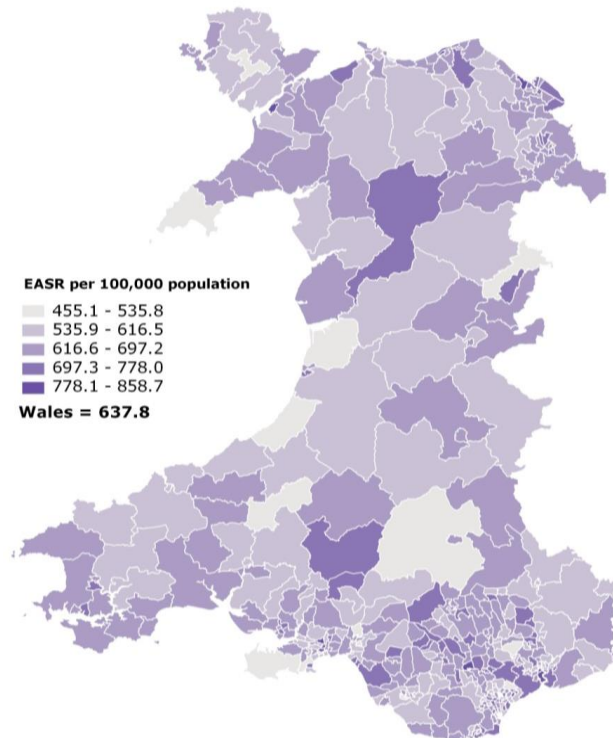 EASR per 100,000 population
455.1 - 535.8
535.9 - 616.5
616.6 - 697.2
697.3 - 778.0
778.1 - 858.7
Wales = 637.8